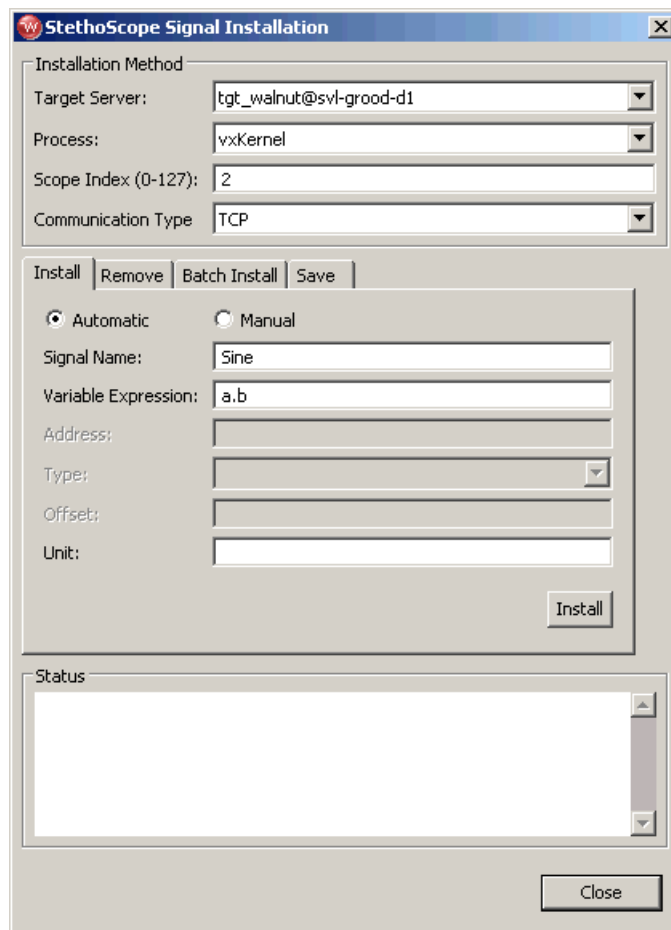 StethoScope Signal Installation
Installation Method
Target Server: tgt_walnut@svl-grood-d1
Process: vxKernel
Scope Index (0-127): 2
Communication Type TCP
Install Remove Batch Install Save
Automatic Manual
Signal Name: Sine
Variable Expression: a.b
Address:
Type:
Offset:
Unit:
Install
Status
Close